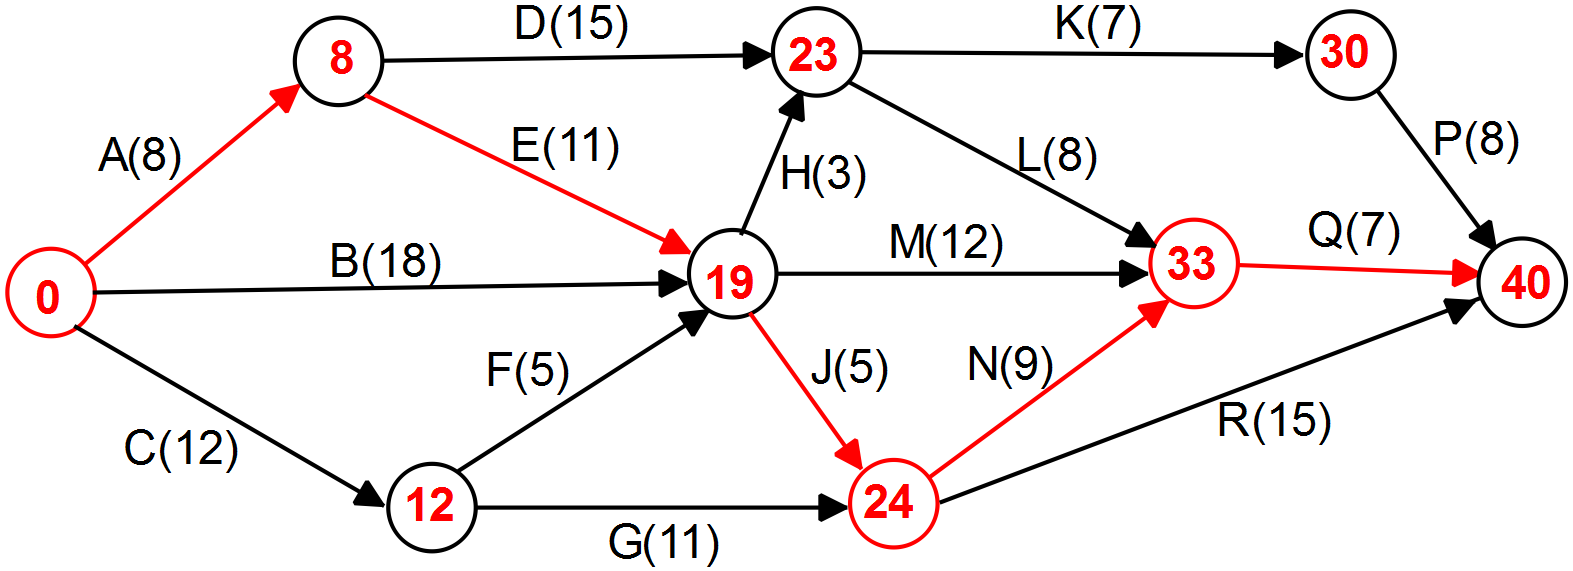 D(15)
K(7)
8
23
30
A(8)
E(11)
H(3)
L(8)
P(8)
B(18)
M(12)
Q(7)
0
19
33
40
F(5)
J(5)
N(9)
C(12)
R(15)
12
24
G(11)